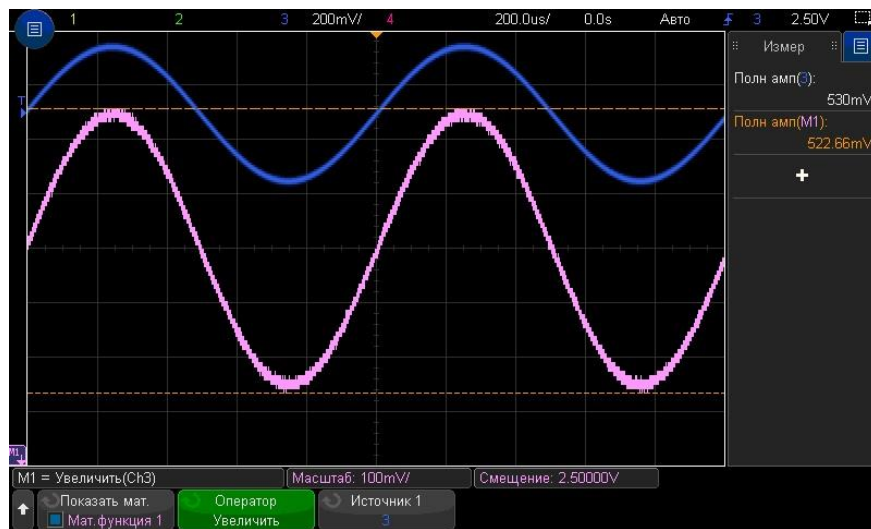 1 2 3 200mV/ 4 200.0us/ 0.0s Авто 3 2.50V
Измер
Полн амп(3):
530mV
Полн амп(M1):
522.66mV
+
T
M1
M1 = Увеличить(Ch3) Масштаб: 100mV/ Смещение: 2.50000V
Показать мат. Оператор Источник 1
Мат.функция 1 Увеличить 3